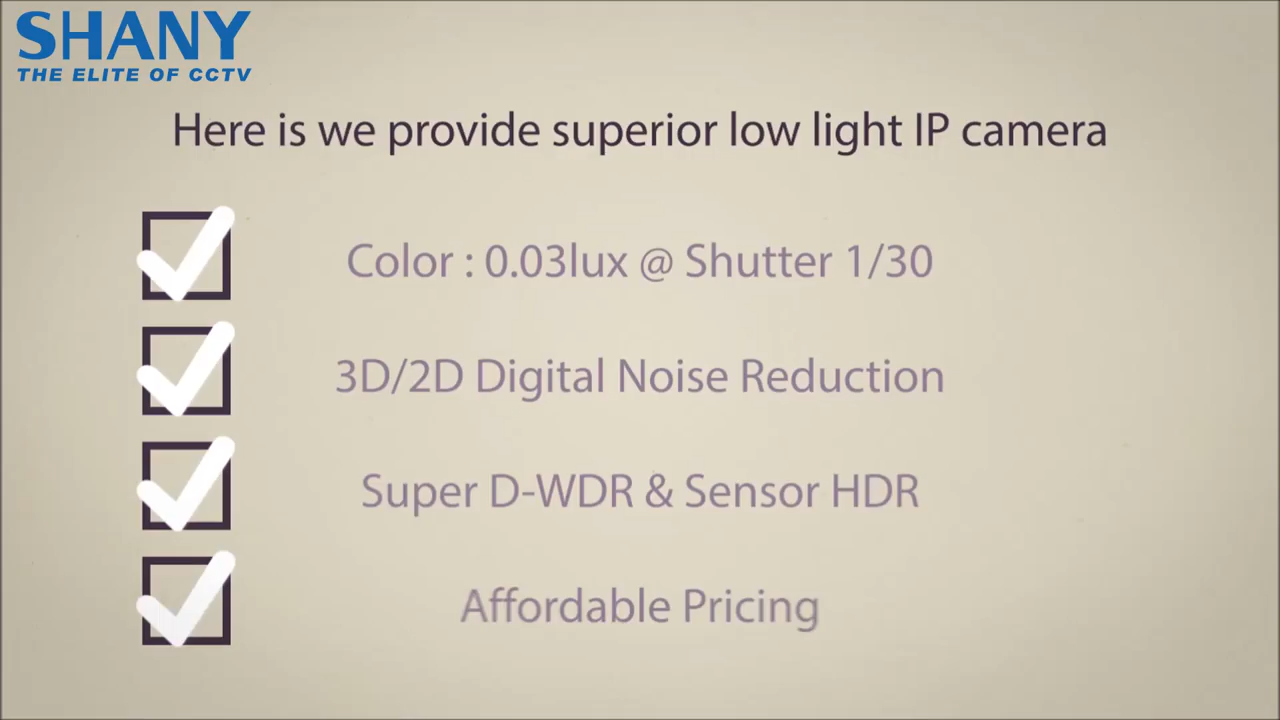 SHANY
THE ELITE OF CCTV
Here is we provide superior low light IP camera
Color : 0.03lux @ Shutter 1/30
3D/2D Digital Noise Reduction
Super D-WDR & Sensor HDR
Affordable Pricing